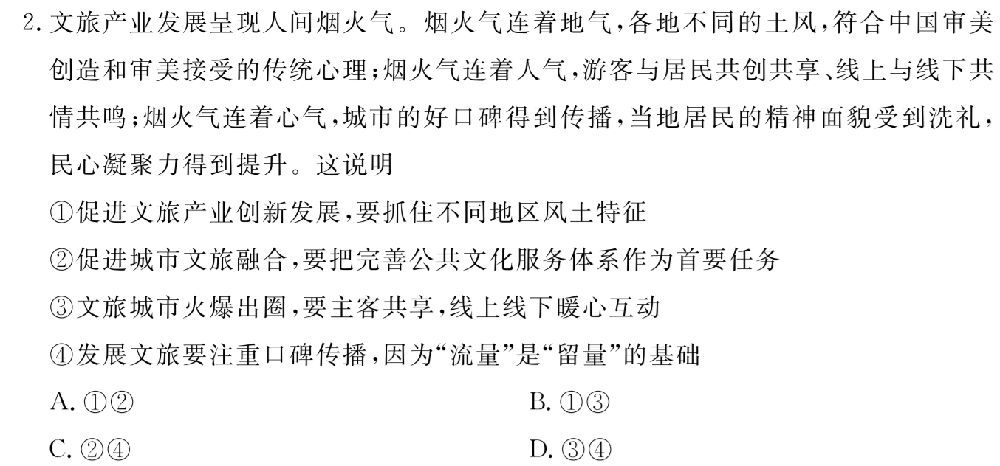 2. 文旅产业发展呈现人间烟火气。烟火气连着地气,各地不同的土风,符合中国审美
创造和审美接受的传统心理;烟火气连着人气,游客与居民共创共享、线上与线下共
情共鸣;烟火气连着心气,城市的好口碑得到传播,当地居民的精神面貌受到洗礼,
民心凝聚力得到提升。这说明
①促进文旅产业创新发展,要抓住不同地区风土特征
②促进城市文旅融合,要把完善公共文化服务体系作为首要任务
③文旅城市火爆出圈,要主客共享,线上线下暖心互动
④发展文旅要注重口碑传播,因为“流量”是“留量”的基础
A. ①② B. ①③
C. ②④ D. ③④